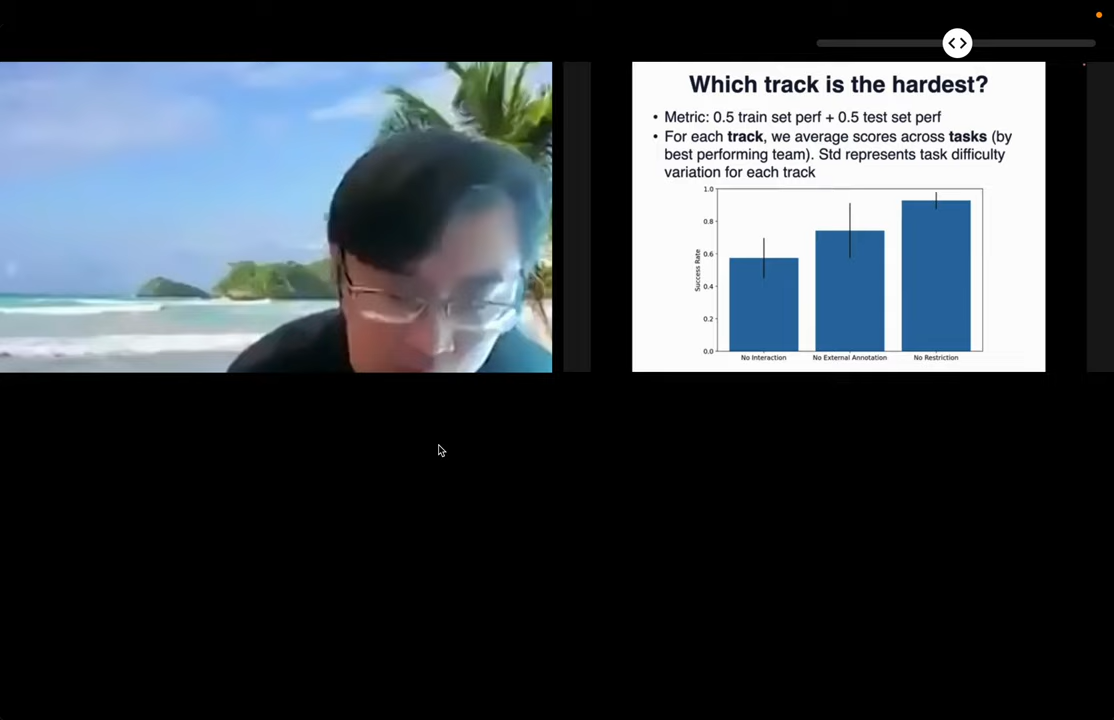 Which track is the hardest?
• Metric: 0.5 train set perf + 0.5 test set perf
• For each track, we average scores across tasks (by
best performing team). Std represents task difficulty
variation for each track
1.0
0.8
0.6
0.4
0.2
0.0
Success Rate
No Interaction
No External Annotation
No Restriction